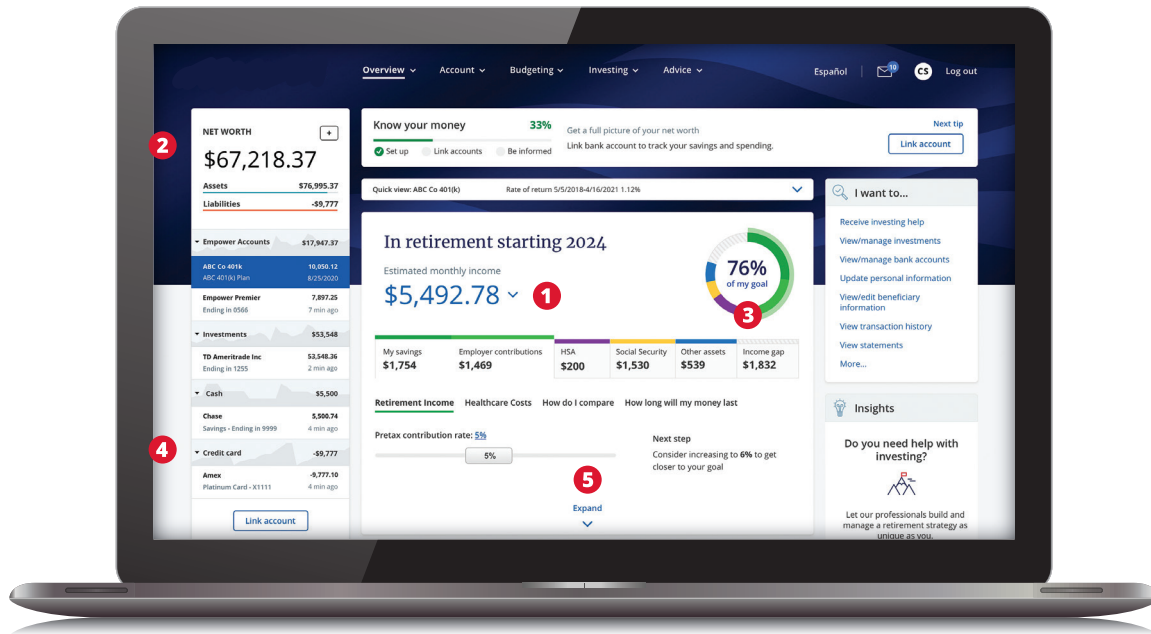 Overview
Account
Budgeting
Investing
Advice
Español
10
CS
Log out
2
NET WORTH
+
$67,218.37
Assets $76,995.37
Liabilities -$9,777
Empower Accounts $17,947.37
ABC Co 401k 10,050.12
ABC 401(k) Plan 8/25/2020
Empower Premier 7,897.25
Ending in 0566 7 min ago
Investments $53,548
TD Ameritrade Inc 53,548.36
Ending in 1255 2 min ago
Cash $5,500
Chase 5,500.74
Savings - Ending in 9999 4 min ago
4
Credit card -$9,777
Amex -9,777.10
Platinum Card - X1111 4 min ago
Link account
Know your money 33%
Set up Link accounts Be informed
Get a full picture of your net worth
Link bank account to track your savings and spending.
Next tip
Link account
Quick view: ABC Co 401(k) Rate of return 5/5/2018-4/16/2021 1.12%
In retirement starting 2024
Estimated monthly income
$5,492.78
1
76%
of my goal
3
My savings
$1,754
Employer contributions
$1,469
HSA
$200
Social Security
$1,530
Other assets
$539
Income gap
$1,832
Retirement Income Healthcare Costs How do I compare How long will my money last
Pretax contribution rate: 5%
5%
Next step
Consider increasing to 6% to get
closer to your goal
5
Expand
I want to...
Receive investing help
View/manage investments
View/manage bank accounts
Update personal information
View/edit beneficiary
information
View transaction history
View statements
More...
Insights
Do you need help with
investing?
Let our professionals build and
manage a retirement strategy as
unique as you.